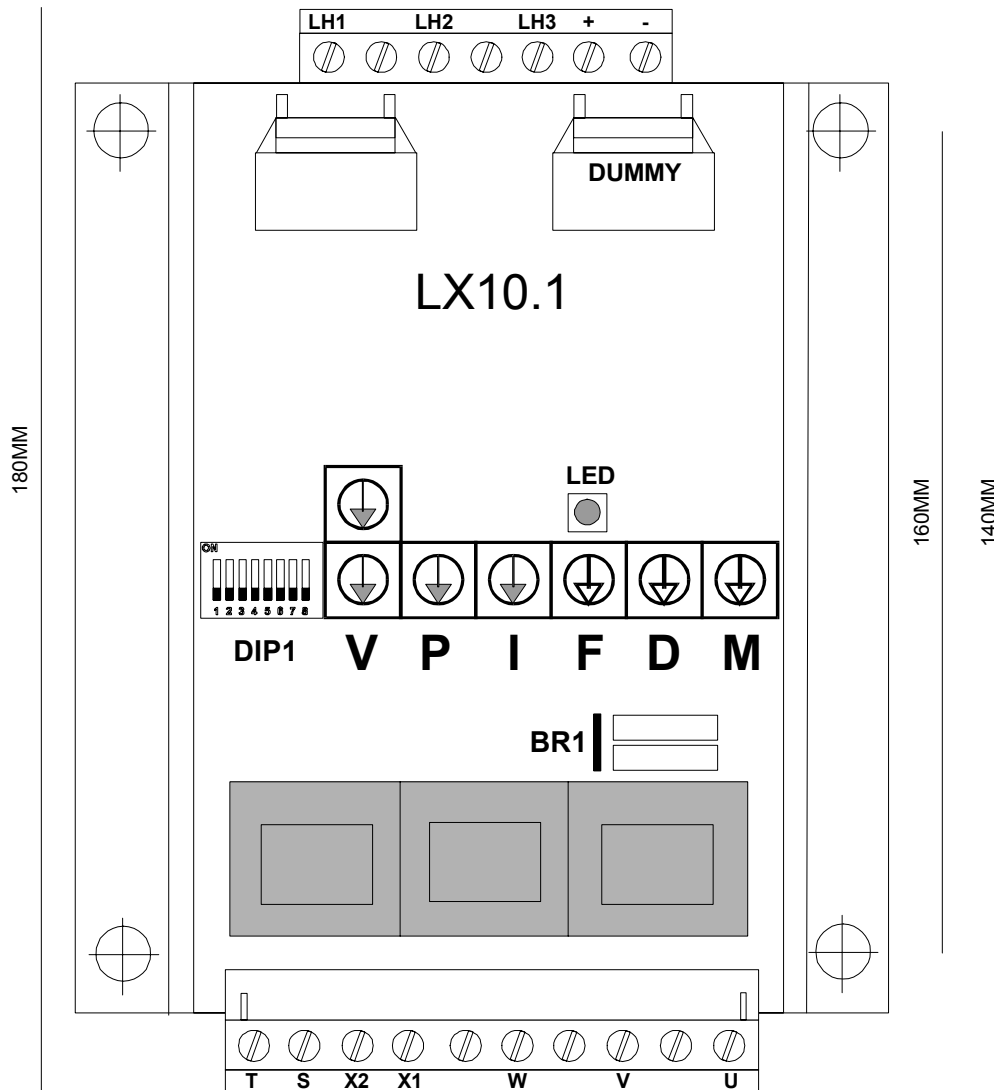 LH1 LH2 LH3 + -
DUMMY
LX10.1
180MM
160MM
140MM
LED
ON
1 2 3 4 5 6 7 8
DIP1 V P I F D M
BR1
T S X2 X1 W V U